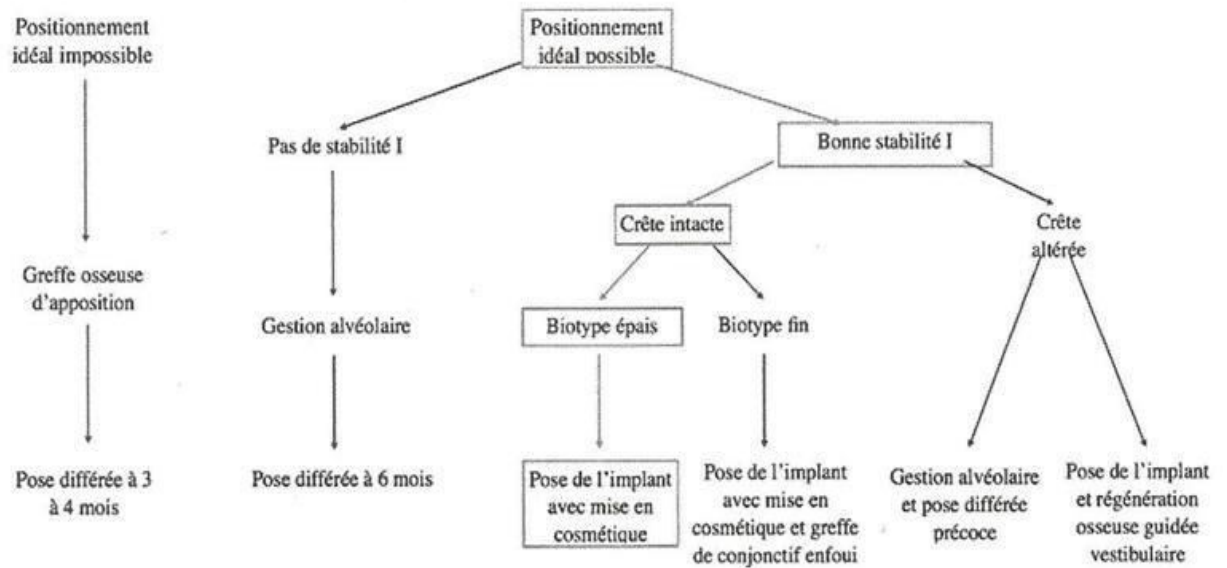 Positionnement
idéal impossible
Positionnement
idéal possible
Pas de stabilité I
Bonne stabilité I
Crête intacte
Crête
altérée
Greffe osseuse
d'apposition
Gestion alvéolaire
Biotype épais
Biotype fin
Pose différée à 3
à 4 mois
Pose différée à 6 mois
Pose de l'implant
avec mise en
cosmétique
Pose de l'implant
avec mise en
cosmétique et greffe
de conjonctif enfoui
Gestion alvéolaire
et pose différée
précoce
Pose de l'implant
et régénération
osseuse guidée
vestibulaire